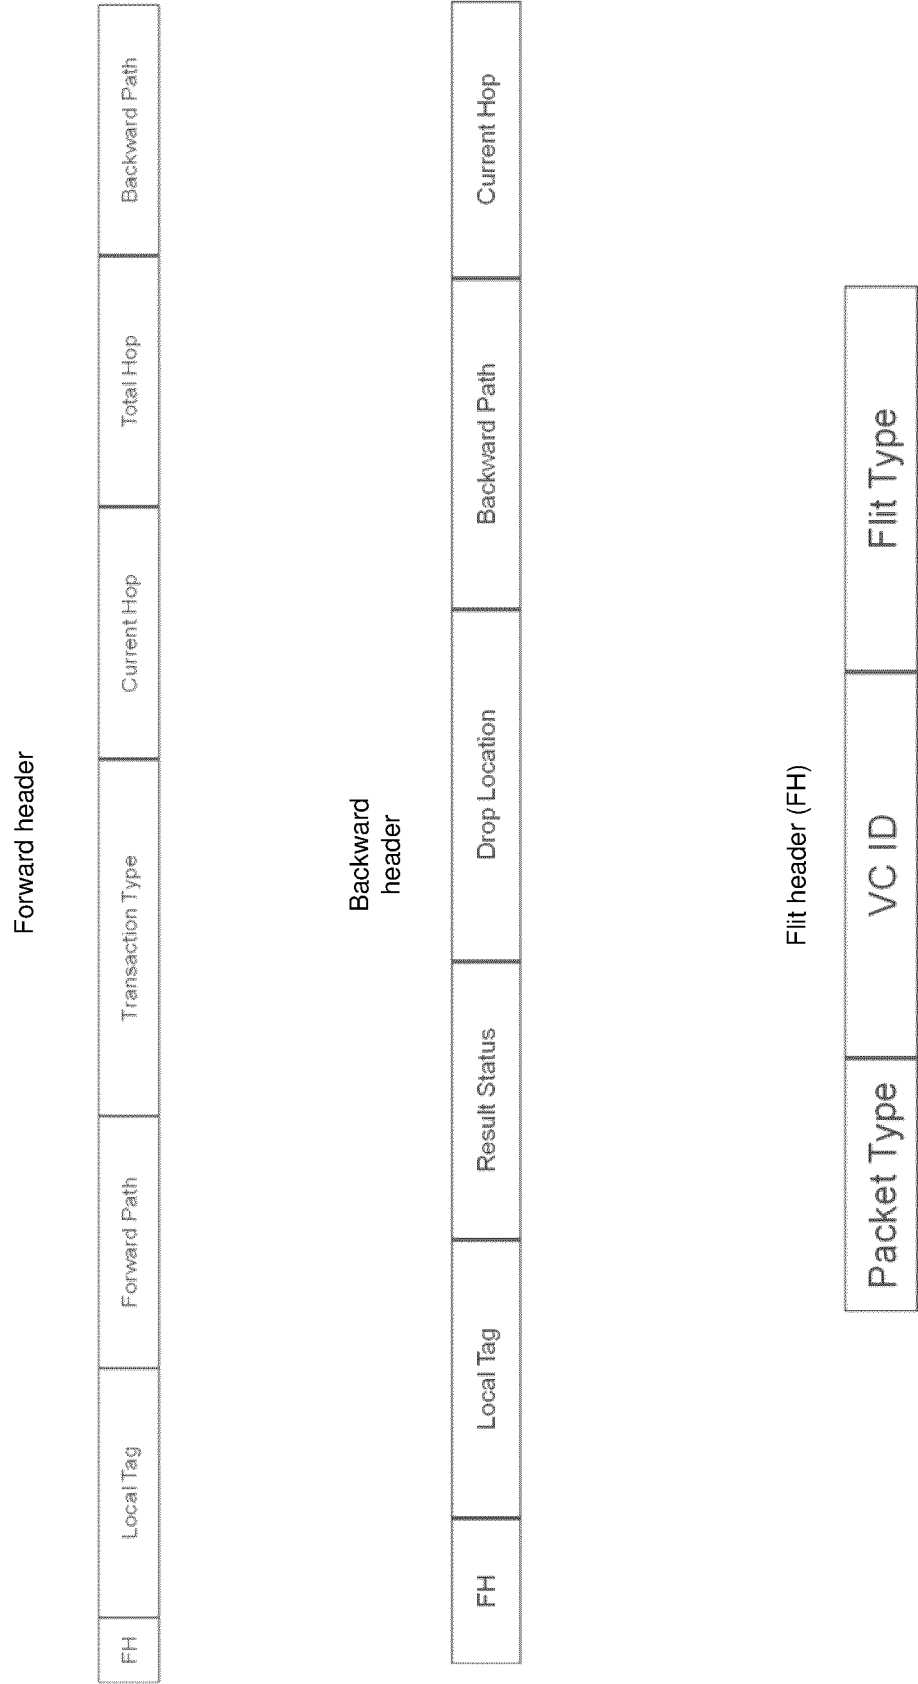 Forward header
FH
Local Tag
Forward Path
Transaction Type
Current Hop
Total Hop
Backward Path
Backward
header
FH
Local Tag
Result Status
Drop Location
Backward Path
Current Hop
Flit header (FH)
Packet Type
VC ID
Flit Type